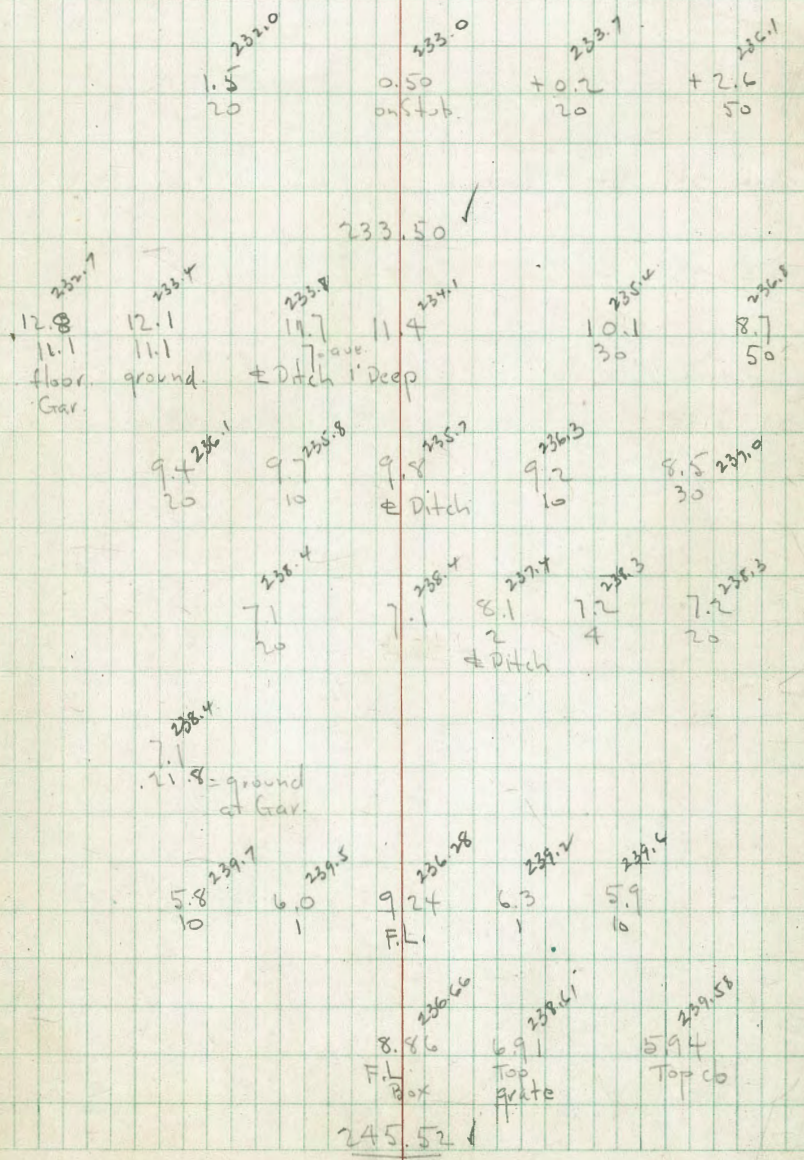 232.0 233.0 233.7 236.1
1.5 0.50 +0.2 +2.6
20 on Stub. 20 50
233.50 ✓
232.7 233.4 233.8 234.1 235.4 236.8
12.8 12.1 11.7 11.4 10.1 8.7
11.1 11.1 7=ave. 30 50
floor ground. ℄ Ditch 1' Deep
Gar.
236.1 235.8 235.7 236.3 237.0
9.4 9.7 9.8 9.2 8.5
20 10 ℄ Ditch 10 30
238.4 238.4 237.4 238.3 238.3
7.1 7.1 8.1 7.2 7.2
20 2 4 20
℄ Ditch
238.4
7.1
21.8 = ground
at Gar.
239.7 239.5 236.28 239.2 239.6
5.8 6.0 9.24 6.3 5.9
10 1 F.L. 1 10
236.66 238.61 239.58
8.86 6.91 5.94
F.L. Top Top co
Box grate
245.52 ✓